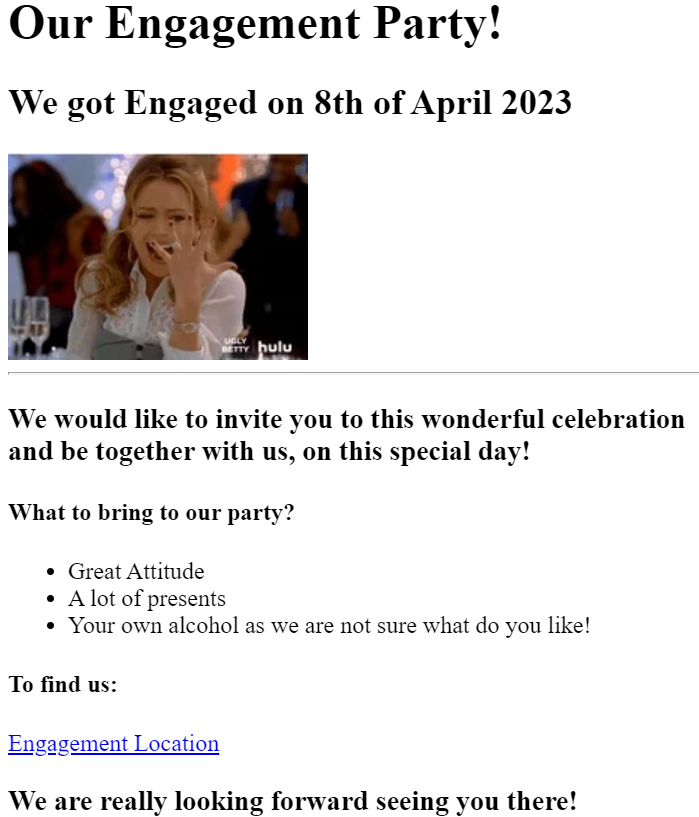 Our Engagement Party!
We got Engaged on 8th of April 2023
UGLY
BETTY hulu
We would like to invite you to this wonderful celebration
and be together with us, on this special day!
What to bring to our party?
Great Attitude
A lot of presents
Your own alcohol as we are not sure what do you like!
To find us:
Engagement Location
We are really looking forward seeing you there!